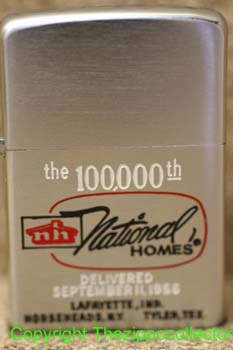 the 100,000th
nh
a
National
HOMES
DELIVERED
SEPTEMBER 11, 1956
LAFAYETTE, IND.
HORSEHEADS, N.Y. TYLER, TEX.
Copyright Thezippocollector